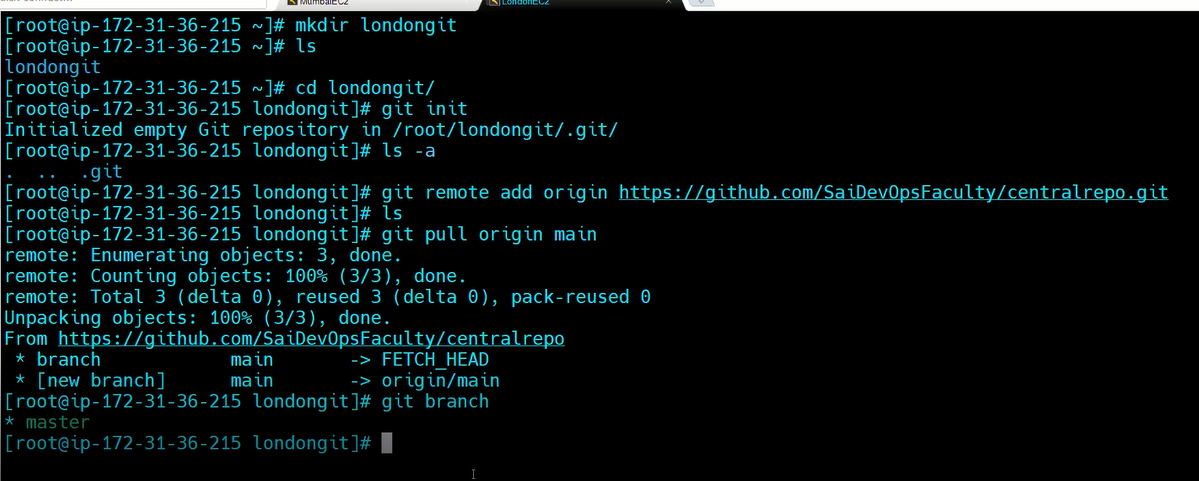 MumbaiEC2
LondonEC2
[root@ip-172-31-36-215 ~]# mkdir londongit
[root@ip-172-31-36-215 ~]# ls
londongit
[root@ip-172-31-36-215 ~]# cd londongit/
[root@ip-172-31-36-215 londongit]# git init
Initialized empty Git repository in /root/londongit/.git/
[root@ip-172-31-36-215 londongit]# ls -a
.  ..  .git
[root@ip-172-31-36-215 londongit]# git remote add origin https://github.com/SaiDevOpsFaculty/centralrepo.git
[root@ip-172-31-36-215 londongit]# ls
[root@ip-172-31-36-215 londongit]# git pull origin main
remote: Enumerating objects: 3, done.
remote: Counting objects: 100% (3/3), done.
remote: Total 3 (delta 0), reused 3 (delta 0), pack-reused 0
Unpacking objects: 100% (3/3), done.
From https://github.com/SaiDevOpsFaculty/centralrepo
 * branch            main       -> FETCH_HEAD
 * [new branch]      main       -> origin/main
[root@ip-172-31-36-215 londongit]# git branch
* master
[root@ip-172-31-36-215 londongit]#